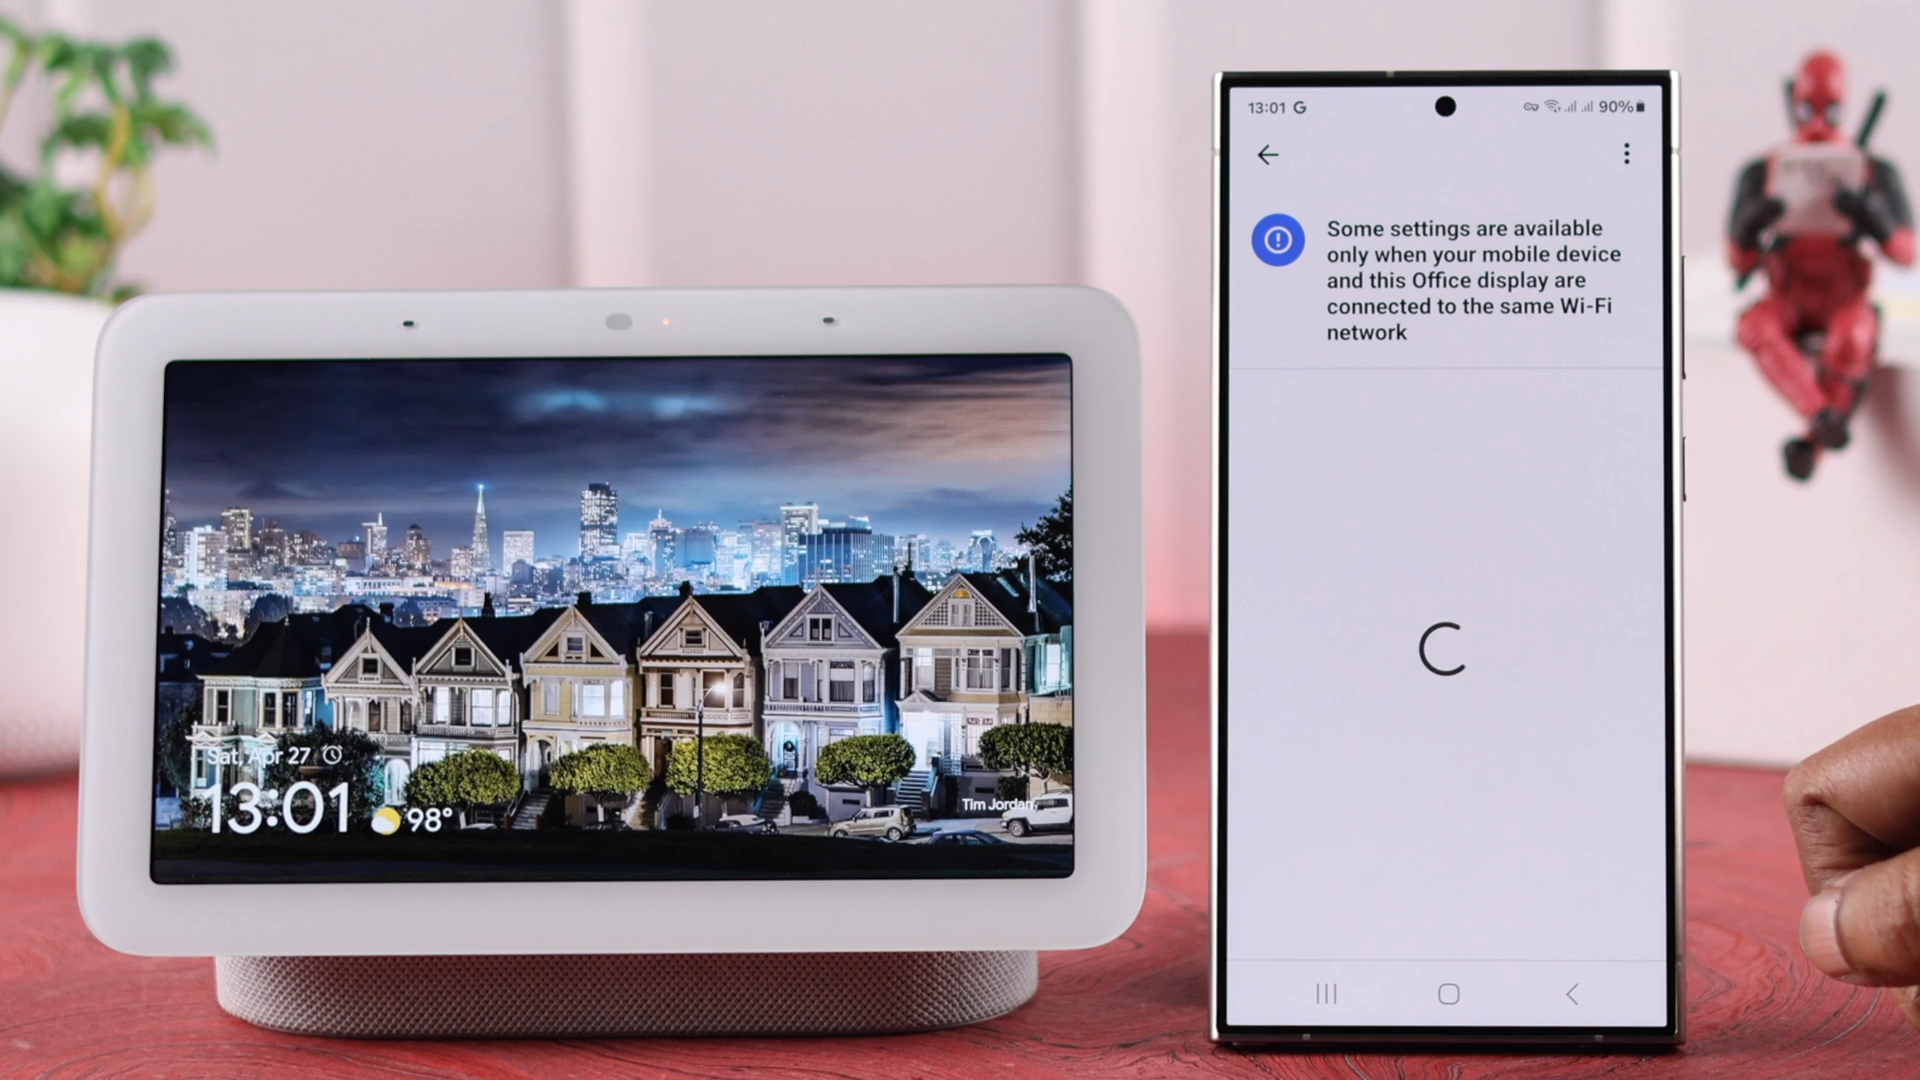 Sat, Apr 27
13:01 98°
Tim Jordan
13:01 G 90%
Some settings are available
only when your mobile device
and this Office display are
connected to the same Wi-Fi
network